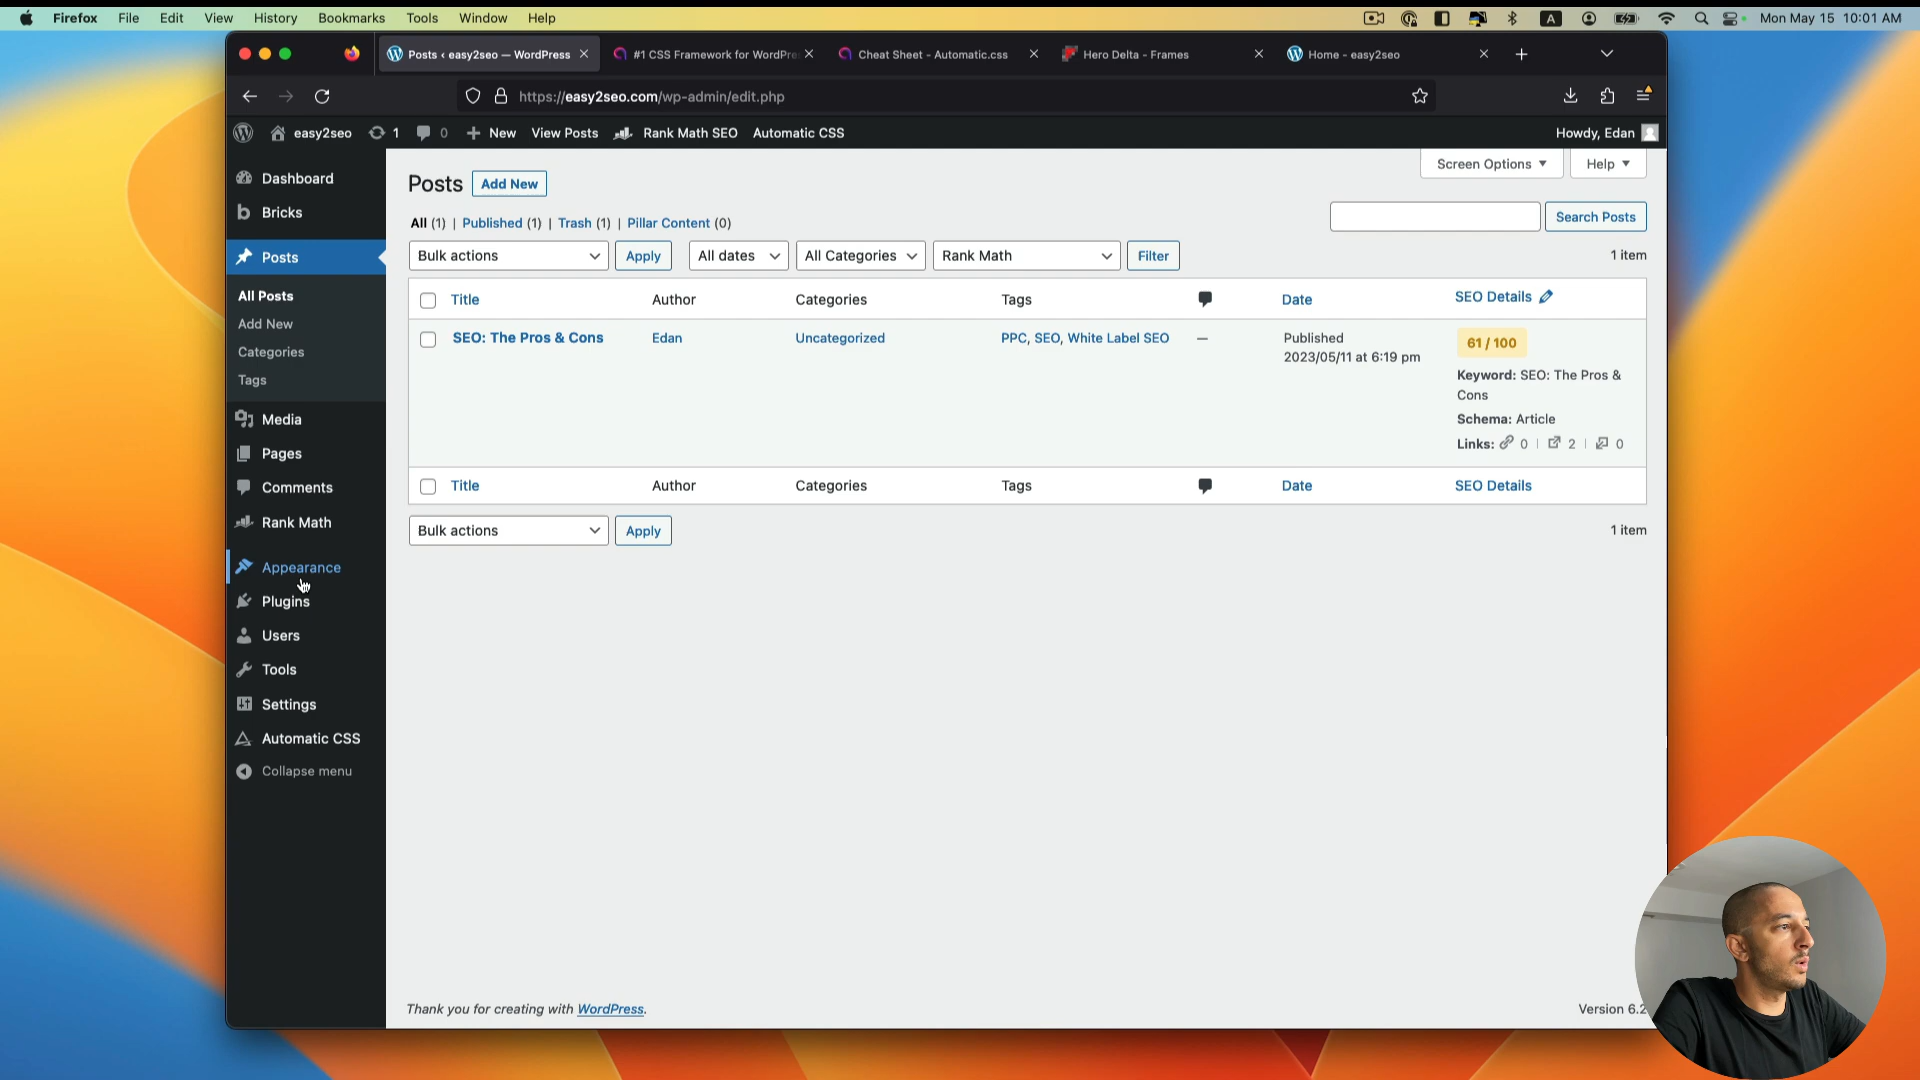 Firefox File Edit View History Bookmarks Tools Window Help
A
Mon May 15 10:01 AM
Posts ‹ easy2seo — WordPress
#1 CSS Framework for WordPre
Cheat Sheet - Automatic.css
Hero Delta - Frames
Home - easy2seo
https://easy2seo.com/wp-admin/edit.php
easy2seo 1 0 New View Posts Rank Math SEO Automatic CSS
Howdy, Edan
Dashboard
Bricks
Posts
All Posts
Add New
Categories
Tags
Media
Pages
Comments
Rank Math
Appearance
Plugins
Users
Tools
Settings
Automatic CSS
Collapse menu
Screen Options Help
Posts Add New
All (1) | Published (1) | Trash (1) | Pillar Content (0)
Search Posts
Bulk actions Apply All dates All Categories Rank Math Filter
1 item
Title Author Categories Tags Date SEO Details
SEO: The Pros & Cons Edan Uncategorized PPC, SEO, White Label SEO —
Published
2023/05/11 at 6:19 pm
61 / 100
Keyword: SEO: The Pros &
Cons
Schema: Article
Links: 0 | 2 | 0
Title Author Categories Tags Date SEO Details
Bulk actions Apply
1 item
Thank you for creating with WordPress.
Version 6.2